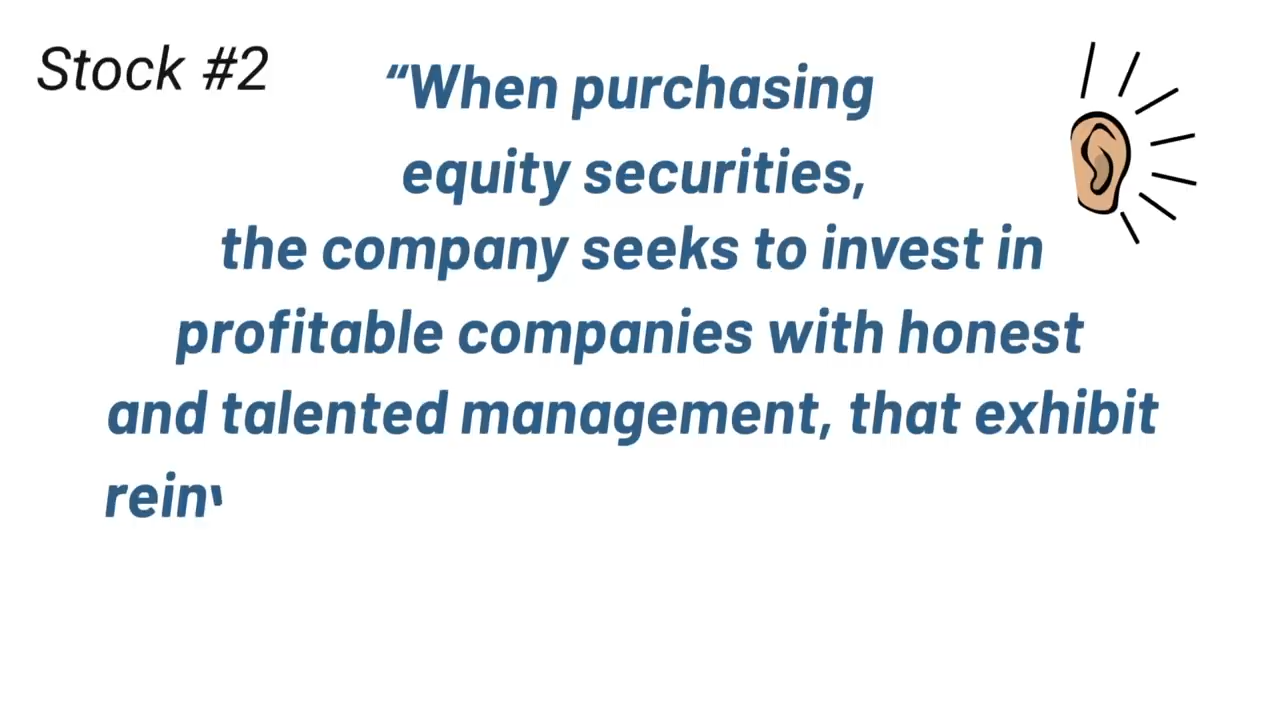 Stock #2
“When purchasing
equity securities,
the company seeks to invest in
profitable companies with honest
and talented management, that exhibit